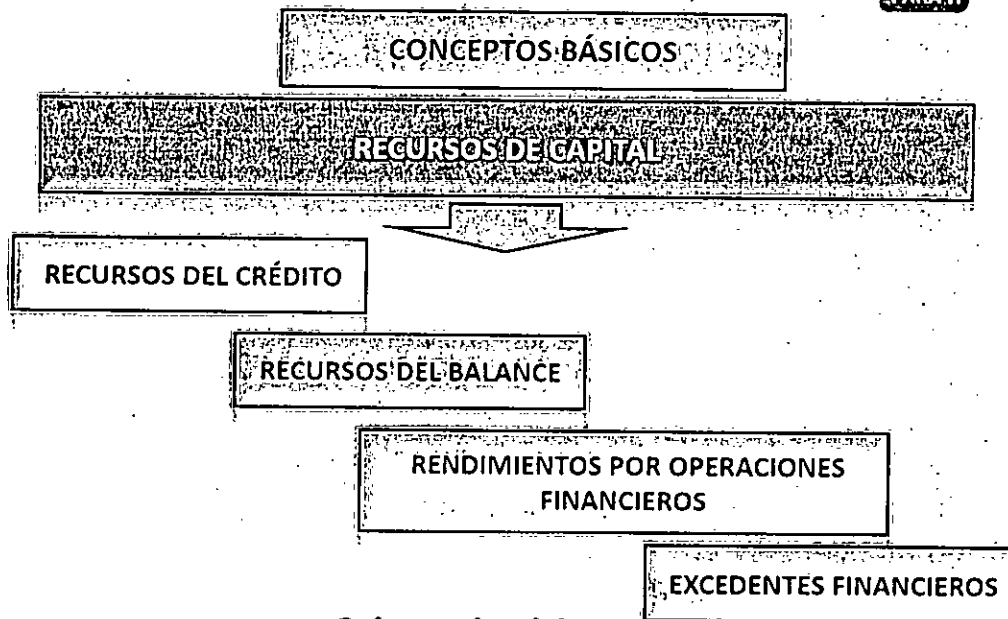 CONCEPTOS BÁSICOS
RECURSOS DE CAPITAL
RECURSOS DEL CRÉDITO
RECURSOS DEL BALANCE
RENDIMIENTOS POR OPERACIONES
FINANCIEROS
EXCEDENTES FINANCIEROS